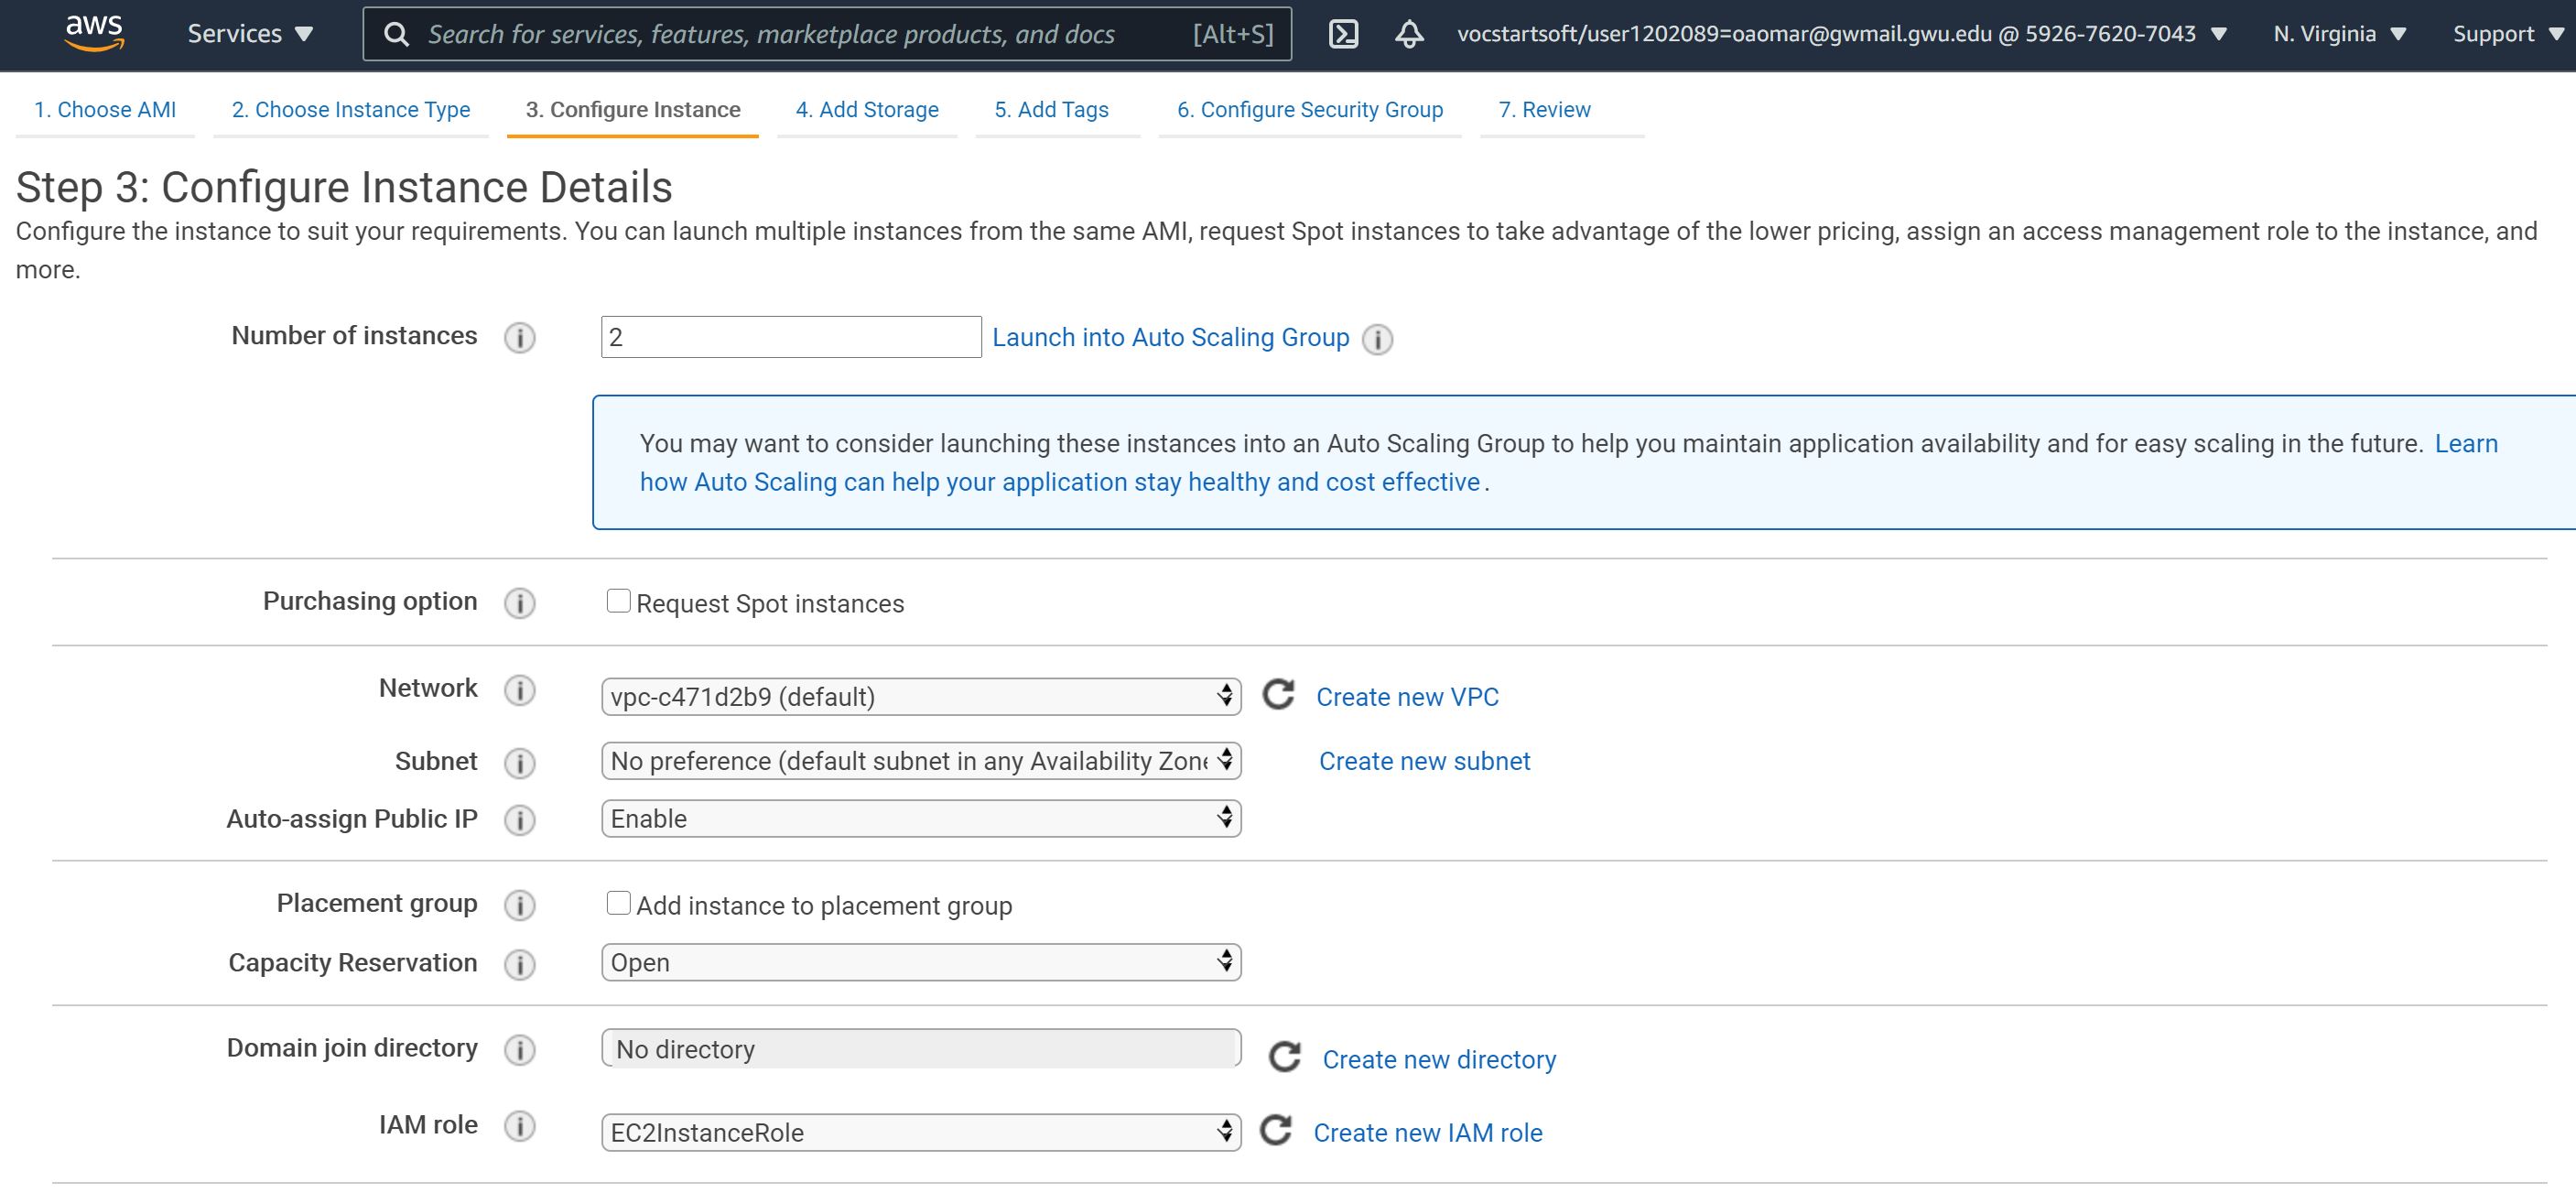 aws
Services
Search for services, features, marketplace products, and docs [Alt+S]
vocstartsoft/user1202089=oaomar@gwmail.gwu.edu @ 5926-7620-7043
N. Virginia
Support
1. Choose AMI
2. Choose Instance Type
3. Configure Instance
4. Add Storage
5. Add Tags
6. Configure Security Group
7. Review
Step 3: Configure Instance Details
Configure the instance to suit your requirements. You can launch multiple instances from the same AMI, request Spot instances to take advantage of the lower pricing, assign an access management role to the instance, and
more.
Number of instances
2
Launch into Auto Scaling Group
You may want to consider launching these instances into an Auto Scaling Group to help you maintain application availability and for easy scaling in the future. Learn
how Auto Scaling can help your application stay healthy and cost effective.
Purchasing option
Request Spot instances
Network
vpc-c471d2b9 (default)
Create new VPC
Subnet
No preference (default subnet in any Availability Zone
Create new subnet
Auto-assign Public IP
Enable
Placement group
Add instance to placement group
Capacity Reservation
Open
Domain join directory
No directory
Create new directory
IAM role
EC2InstanceRole
Create new IAM role